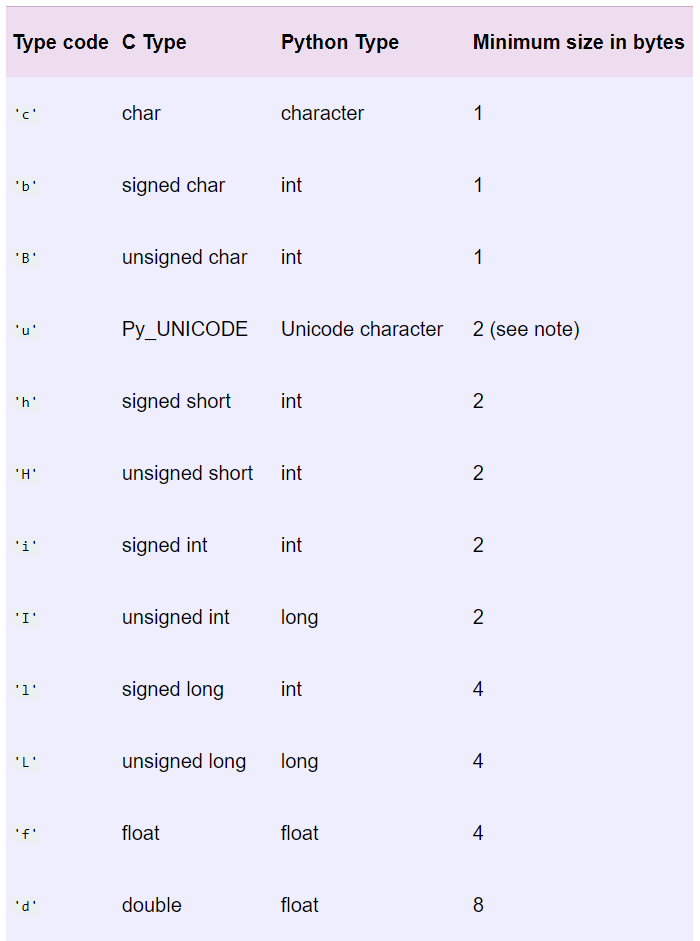 Type code C Type Python Type Minimum size in bytes
'c' char character 1
'b' signed char int 1
'B' unsigned char int 1
'u' Py_UNICODE Unicode character 2 (see note)
'h' signed short int 2
'H' unsigned short int 2
'i' signed int int 2
'I' unsigned int long 2
'l' signed long int 4
'L' unsigned long long 4
'f' float float 4
'd' double float 8